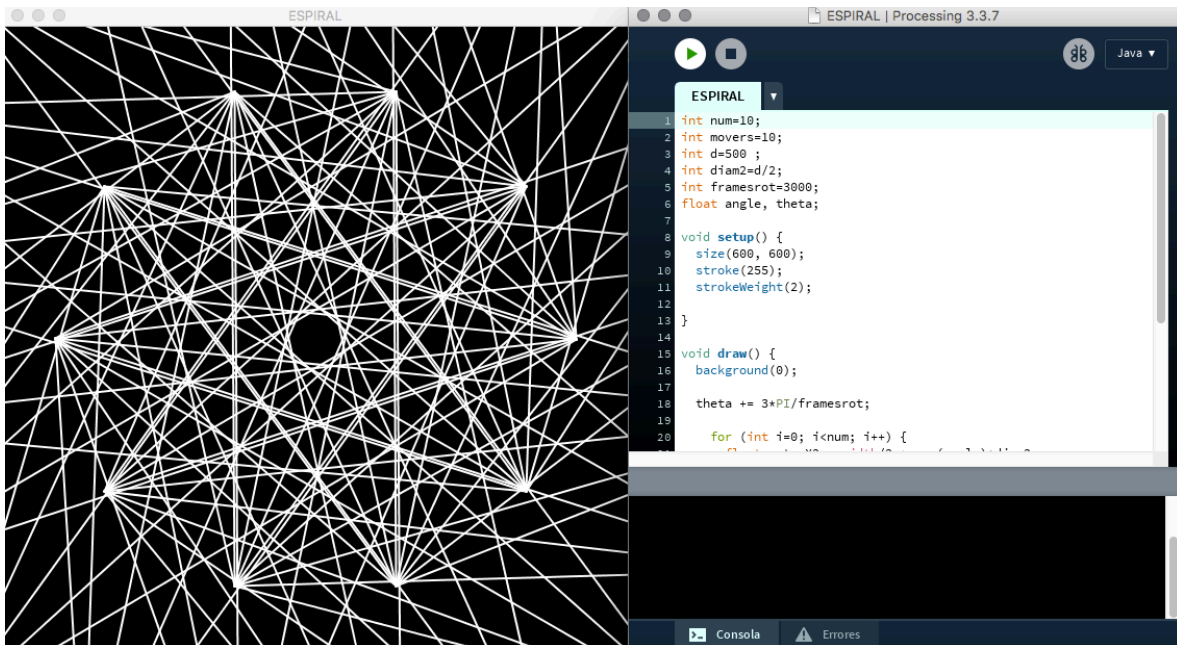 ESPIRAL
ESPIRAL | Processing 3.3.7
Java ▼
ESPIRAL ▼
1 int num=10;
2 int movers=10;
3 int d=500 ;
4 int diam2=d/2;
5 int framesrot=3000;
6 float angle, theta;
7
8 void setup() {
9 size(600, 600);
10 stroke(255);
11 strokeWeight(2);
12
13 }
14
15 void draw() {
16 background(0);
17
18 theta += 3*PI/framesrot;
19
20 for (int i=0; i<num; i++) {
Consola Errores